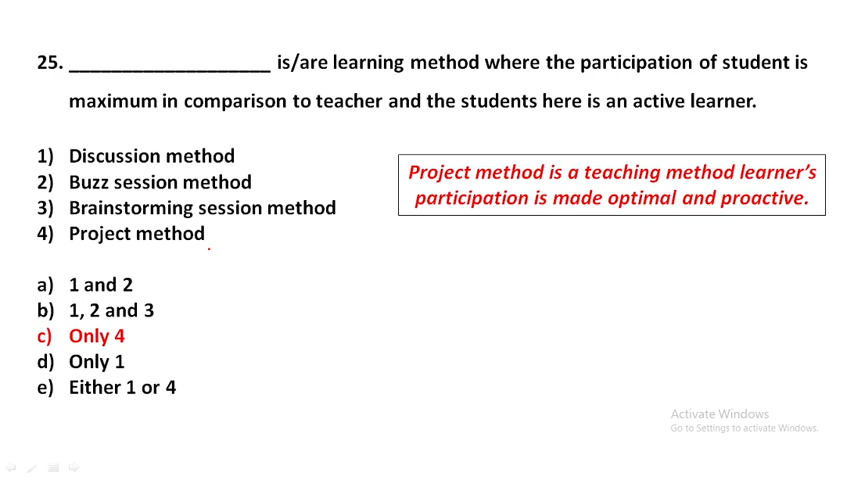 25. ____________________ is/are learning method where the participation of student is
maximum in comparison to teacher and the students here is an active learner.
1) Discussion method
2) Buzz session method
3) Brainstorming session method
4) Project method
Project method is a teaching method learner's
participation is made optimal and proactive.
a) 1 and 2
b) 1, 2 and 3
c) Only 4
d) Only 1
e) Either 1 or 4
Activate Windows
Go to Settings to activate Windows.